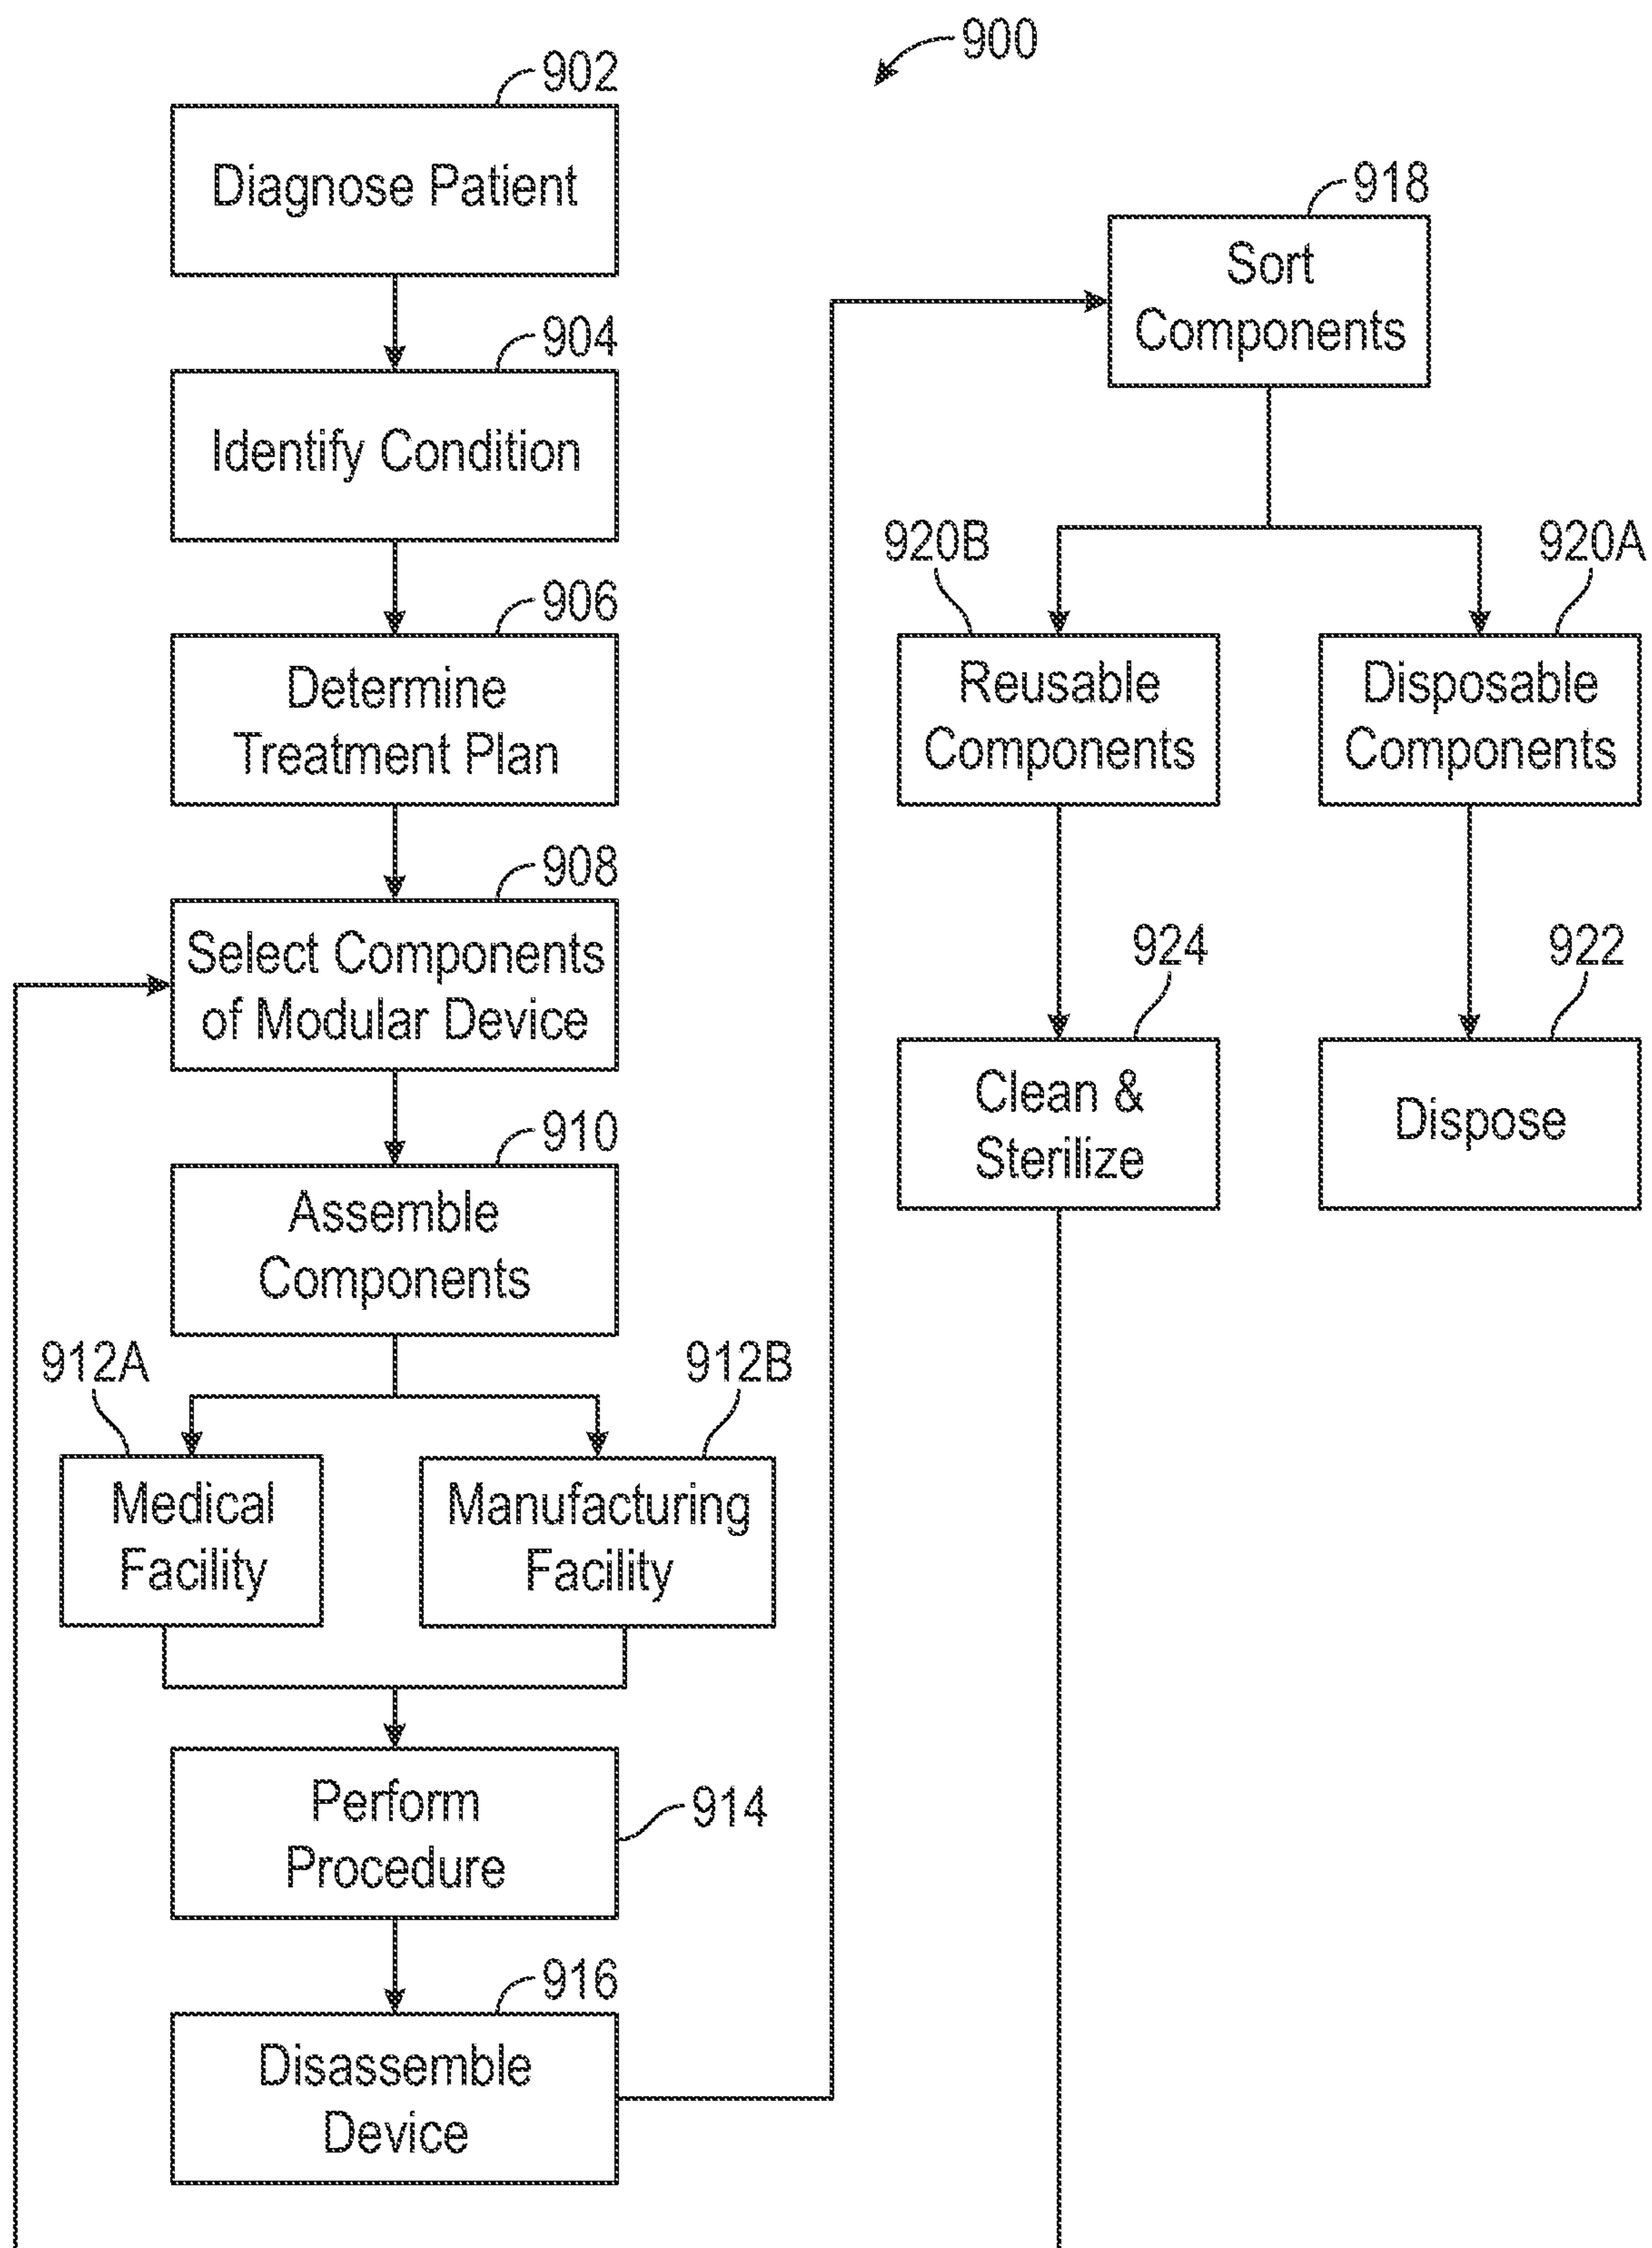 900
902
Diagnose Patient
904
Identify Condition
906
Determine
Treatment Plan
908
Select Components
of Modular Device
910
Assemble
Components
912A
Medical
Facility
912B
Manufacturing
Facility
Perform
Procedure
914
916
Disassemble
Device
918
Sort
Components
920B
Reusable
Components
920A
Disposable
Components
924
Clean &
Sterilize
922
Dispose